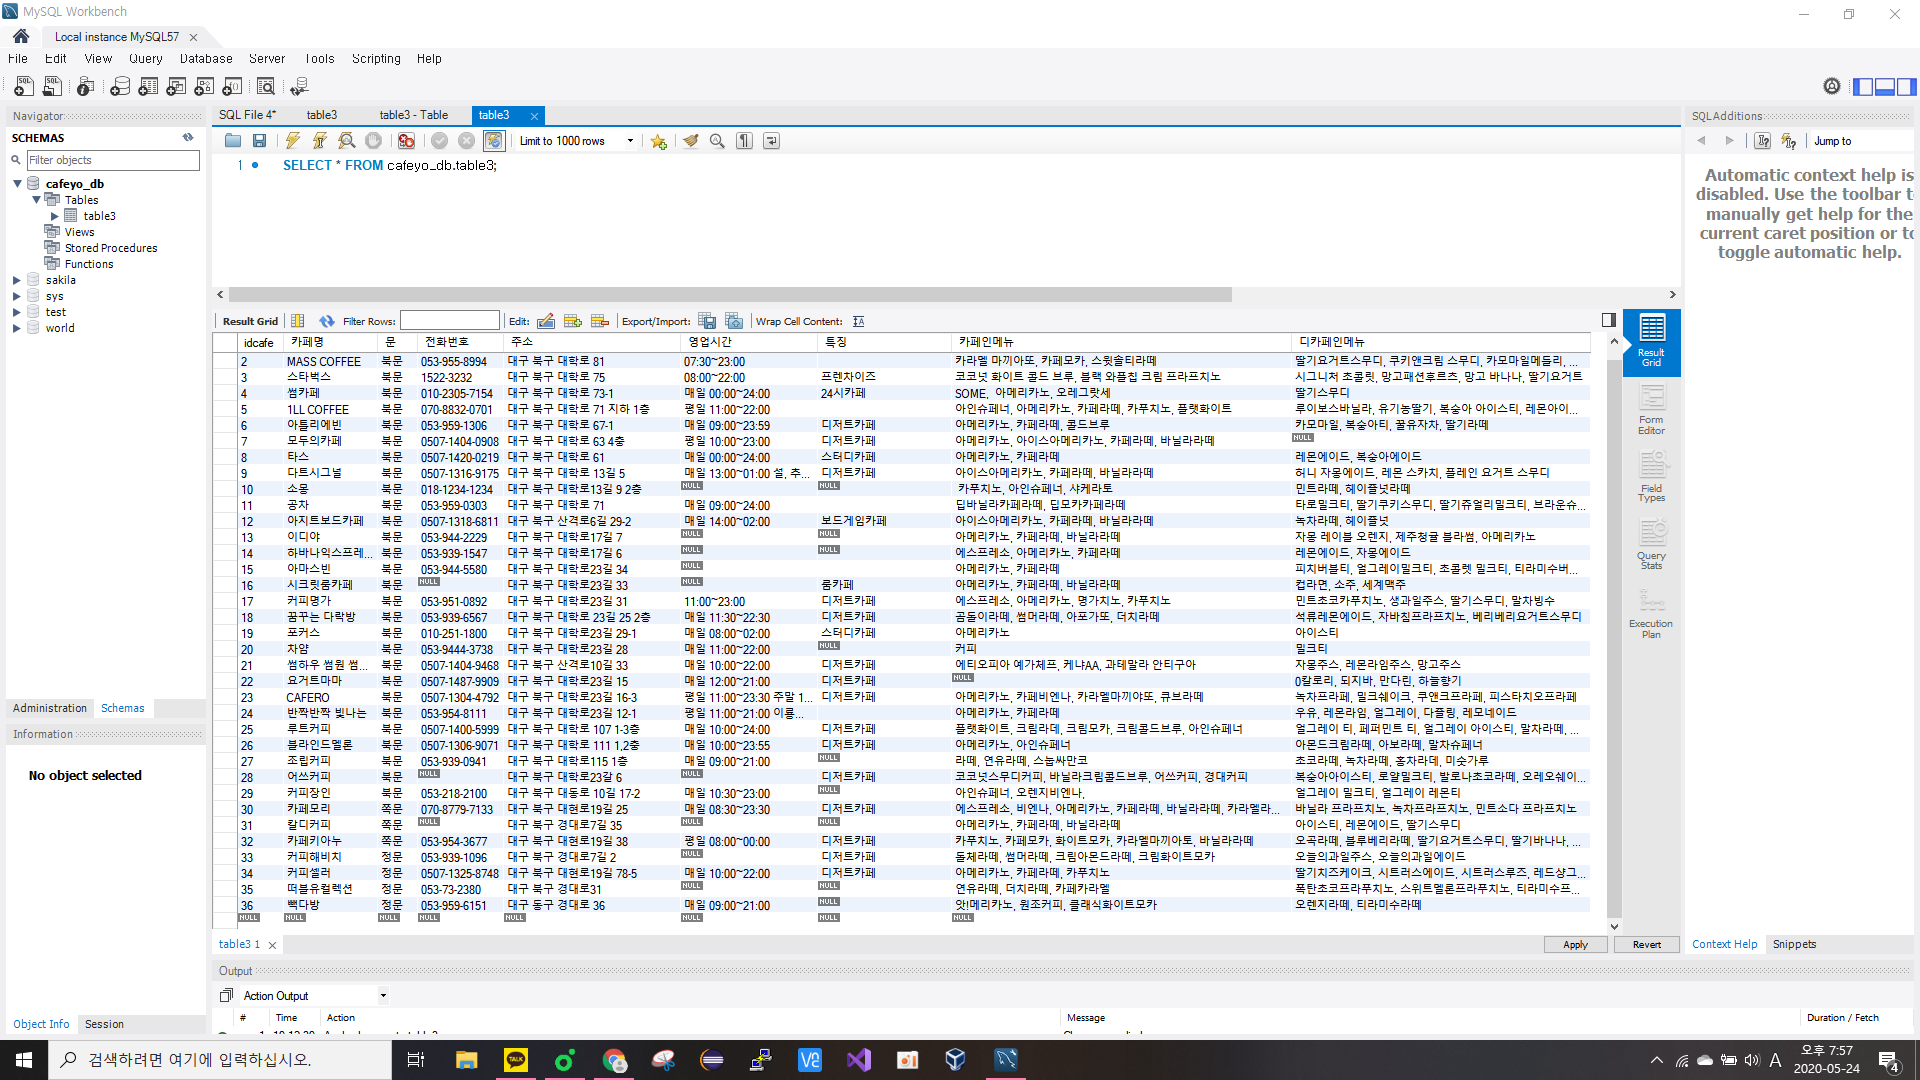 MySQL Workbench
Local instance MySQL57
File Edit View Query Database Server Tools Scripting Help
Navigator
SCHEMAS
Filter objects
cafeyo_db
Tables
table3
Views
Stored Procedures
Functions
sakila
sys
test
world
Administration Schemas
Information
No object selected
Object Info Session
SQL File 4* table3 table3 - Table table3
Limit to 1000 rows
1 SELECT * FROM cafeyo_db.table3;
Result Grid Filter Rows: Edit: Export/Import: Wrap Cell Content:
idcafe 카페명 문 전화번호 주소 영업시간 특징 카페인메뉴 디카페인메뉴
2 MASS COFFEE 북문 053-955-8994 대구 북구 대학로 81 07:30~23:00 카라멜 마끼아또, 카페모카, 스윗솔티라떼 딸기요거트스무디, 쿠키앤크림 스무디, 카모마일메들리, ...
3 스타벅스 북문 1522-3232 대구 북구 대학로 75 08:00~22:00 프렌차이즈 코코넛 화이트 콜드 브루, 블랙 와플칩 크림 프라프치노 시그니처 초콜릿, 망고패션후르츠, 망고 바나나, 딸기요거트
4 썸카페 북문 010-2305-7154 대구 북구 대학로 73-1 매일 00:00~24:00 24시카페 SOME, 아메리카노, 오레그랏세 딸기스무디
5 1LL COFFEE 북문 070-8832-0701 대구 북구 대학로 71 지하 1층 평일 11:00~22:00 아인슈페너, 아메리카노, 카페라떼, 카푸치노, 플랫화이트 루이보스바닐라, 유기농딸기, 복숭아 아이스티, 레몬아이...
6 아틀리에빈 북문 053-959-1306 대구 북구 대학로 67-1 매일 09:00~23:59 디저트카페 아메리카노, 카페라떼, 콜드브루 카모마일, 복숭아티, 꿀유자차, 딸기라떼
7 모두의카페 북문 0507-1404-0908 대구 북구 대학로 63 4층 평일 10:00~23:00 디저트카페 아메리카노, 아이스아메리카노, 카페라떼, 바닐라라떼 NULL
8 타스 북문 0507-1420-0219 대구 북구 대학로 61 매일 00:00~24:00 스터디카페 아메리카노, 카페라떼 레몬에이드, 복숭아에이드
9 다트시그널 북문 0507-1316-9175 대구 북구 대학로 13길 5 매일 13:00~01:00 설, 추... 디저트카페 아이스아메리카노, 카페라떼, 바닐라라떼 허니 자몽에이드, 레몬 스카치, 플레인 요거트 스무디
10 소몽 북문 018-1234-1234 대구 북구 대학로13길 9 2층 NULL NULL 카푸치노, 아인슈페너, 샤케라토 민트라떼, 헤이즐넛라떼
11 공차 북문 053-959-0303 대구 북구 대학로 71 매일 09:00~24:00 딥바닐라카페라떼, 딥모카카페라떼 타로밀크티, 딸기쿠키스무디, 딸기쥬얼리밀크티, 브라운슈...
12 아지트보드카페 북문 0507-1318-6811 대구 북구 산격로6길 29-2 매일 14:00~02:00 보드게임카페 아이스아메리카노, 카페라떼, 바닐라라떼 녹차라떼, 헤이즐넛
13 이디야 북문 053-944-2229 대구 북구 대학로17길 7 NULL NULL 아메리카노, 카페라떼, 바닐라라떼 자몽 레이블 오렌지, 제주청귤 블라썸, 아메리카노
14 하바나익스프레... 북문 053-939-1547 대구 북구 대학로17길 6 NULL NULL 에스프레소, 아메리카노, 카페라떼 레몬에이드, 자몽에이드
15 아마스빈 북문 053-944-5580 대구 북구 대학로23길 34 NULL 아메리카노, 카페라떼 피치버블티, 얼그레이밀크티, 초콜렛 밀크티, 티라미수버...
16 시크릿룸카페 북문 NULL 대구 북구 대학로23길 33 NULL 룸카페 아메리카노, 카페라떼, 바닐라라떼 컵라면, 소주, 세계맥주
17 커피명가 북문 053-951-0892 대구 북구 대학로23길 31 11:00~23:00 디저트카페 에스프레소, 아메리카노, 명가치노, 카푸치노 민트초코카푸치노, 생과일주스, 딸기스무디, 말차빙수
18 꿈꾸는 다락방 북문 053-939-6567 대구 북구 대학로 23길 25 2층 매일 11:30~22:30 디저트카페 곰돌이라떼, 썸머라떼, 아포가또, 더치라떼 석류레몬에이드, 자바칩프라프치노, 베리베리요거트스무디
19 포커스 북문 010-251-1800 대구 북구 대학로23길 29-1 매일 08:00~02:00 스터디카페 아메리카노 아이스티
20 차얌 북문 053-9444-3738 대구 북구 대학로23길 28 매일 11:00~22:00 NULL 커피 밀크티
21 썸하우 썸원 썸... 북문 0507-1404-9468 대구 북구 산격로10길 33 매일 10:00~22:00 디저트카페 에티오피아 예가체프, 케냐AA, 과테말라 안티구아 자몽주스, 레몬라임주스, 망고주스
22 요거트마마 북문 0507-1487-9909 대구 북구 대학로23길 15 매일 12:00~21:00 디저트카페 NULL 0칼로리, 되지바, 만다린, 하늘향기
23 CAFERO 북문 0507-1304-4792 대구 북구 대학로23길 16-3 평일 11:00~23:30 주말 1... 디저트카페 아메리카노, 카페비엔나, 카라멜마끼야또, 큐브라떼 녹차프라페, 밀크쉐이크, 쿠앤크프라페, 피스타치오프라페
24 반짝반짝 빛나는 북문 053-954-8111 대구 북구 대학로23길 12-1 평일 11:00~21:00 이룡... 아메리카노, 카페라떼 우유, 레몬라임, 얼그레이, 다즐링, 레모네이드
25 루트커피 북문 0507-1400-5999 대구 북구 대학로 107 1-3층 매일 10:00~24:00 디저트카페 플랫화이트, 크림라데, 크림모카, 크림콜드브루, 아인슈페너 얼그레이 티, 페퍼민트 티, 얼그레이 아이스티, 말차라떼, ...
26 블라인드멜론 북문 0507-1306-9071 대구 북구 대학로 111 1,2층 매일 10:00~23:55 디저트카페 아메리카노, 아인슈페너 아몬드크림라떼, 아보라떼, 말차슈페너
27 조립커피 북문 053-939-0941 대구 북구 대학로115 1층 매일 09:00~21:00 NULL 라떼, 연유라떼, 스눕싸만코 초코라떼, 녹차라떼, 홍차라데, 미숫가루
28 어쓰커피 북문 NULL 대구 북구 대학로23갈 6 NULL 디저트카페 코코넛스무디커피, 바닐라크림콜드브루, 어쓰커피, 경대커피 복숭아아이스티, 로얄밀크티, 발로나초코라떼, 오레오쉐이...
29 커피장인 북문 053-218-2100 대구 북구 대동로 10길 17-2 매일 10:30~23:00 NULL 아인슈페너, 오렌지비엔나, 얼그레이 밀크티, 얼그레이 레몬티
30 카페모리 쪽문 070-8779-7133 대구 북구 대현로19길 25 매일 08:30~23:30 디저트카페 에스프레소, 비엔나, 아메리카노, 카페라떼, 바닐라라떼, 카라멜라... 바닐라 프라프치노, 녹차프라프치노, 민트소다 프라프치노
31 칼디커피 쪽문 NULL 대구 북구 경대로7길 35 NULL NULL 아메리카노, 카페라떼, 바닐라라떼 아이스티, 레몬에이드, 딸기스무디
32 카페키아누 쪽문 053-954-3677 대구 북구 대현로19길 38 평일 08:00~00:00 디저트카페 카푸치노, 카페모카, 화이트모카, 카라멜마끼아토, 바닐라라떼 오곡라떼, 블루베리라떼, 딸기요거트스무디, 딸기바나나, ...
33 커피해비치 정문 053-939-1096 대구 북구 경대로7길 2 NULL 디저트카페 돌체라떼, 썸머라떼, 크림아몬드라떼, 크림화이트모카 오늘의과일주스, 오늘의과일에이드
34 커피셀러 정문 0507-1325-8748 대구 북구 대현로19길 78-5 매일 10:00~22:00 디저트카페 아메리카노, 카페라떼, 카푸치노 딸기치즈케이크, 시트러스에이드, 시트러스루즈, 레드샹그...
35 떠블유컬렉션 정문 053-73-2380 대구 북구 경대로31 NULL NULL 연유라떼, 더치라떼, 카페카라멜 폭탄초코프라푸치노, 스위트멜론프라푸치노, 티라미수프...
36 빽다방 정문 053-959-6151 대구 동구 경대로 36 매일 09:00~21:00 NULL 앗!메리카노, 원조커피, 클래식화이트모카 오렌지라떼, 티라미수라떼
NULL NULL NULL NULL NULL NULL NULL NULL
Result Grid
Form Editor
Field Types
Query Stats
Execution Plan
table3 1 Apply Revert
Output
Action Output
# Time Action Message Duration / Fetch
SQLAdditions
Jump to
Automatic context help is
disabled. Use the toolbar t
manually get help for the
current caret position or to
toggle automatic help.
Context Help Snippets
검색하려면 여기에 입력하십시오.
TALK
A
오후 7:57
2020-05-24
4